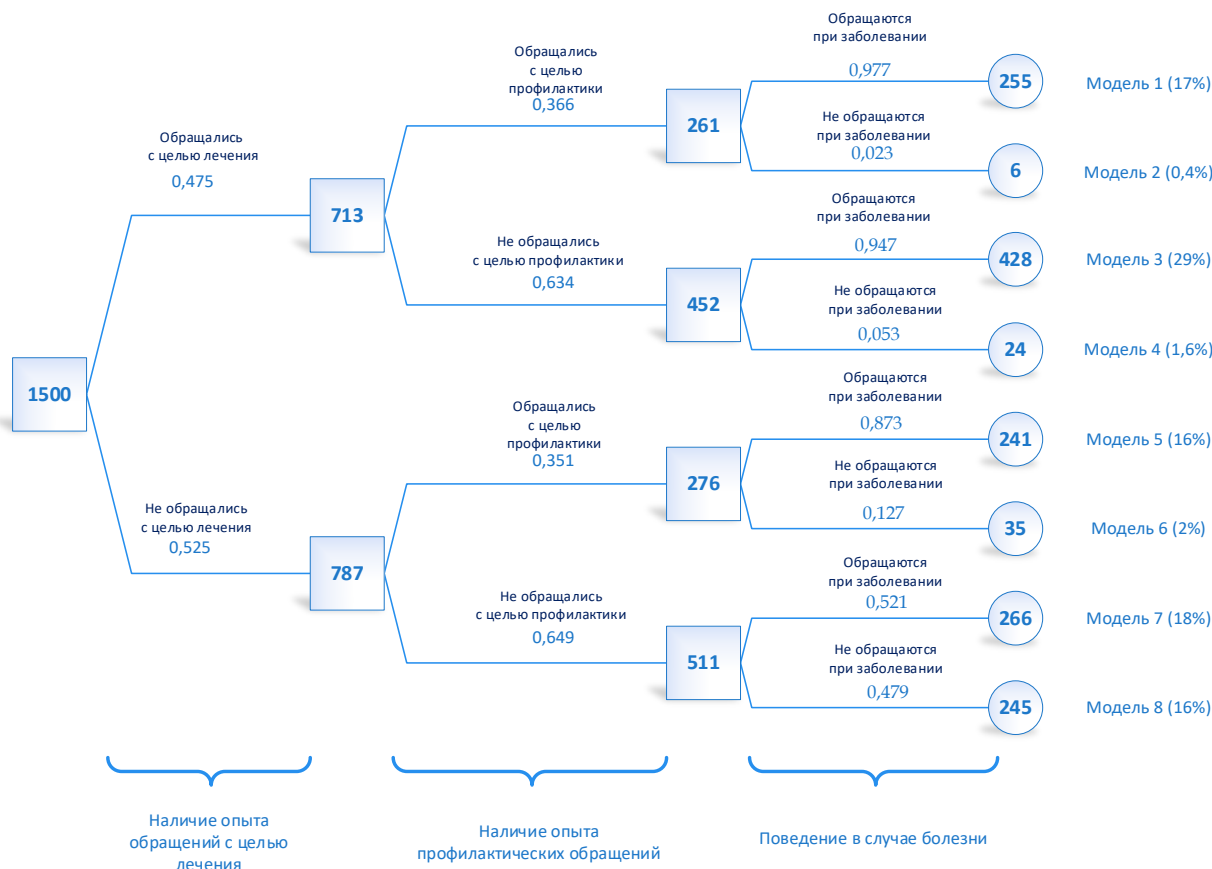 Обращались
с целью лечения
0,475
Не обращались
с целью лечения
0,525
1500
713
787
Обращались
с целью
профилактики
0,366
Не обращались
с целью профилактики
0,634
Обращались
с целью
профилактики
0,351
Не обращались
с целью профилактики
0,649
261
452
276
511
Обращаются
при заболевании
0,977
255
Модель 1 (17%)
Не обращаются
при заболевании
0,023
6
Модель 2 (0,4%)
Обращаются
при заболевании
0,947
428
Модель 3 (29%)
Не обращаются
при заболевании
0,053
24
Модель 4 (1,6%)
Обращаются
при заболевании
0,873
241
Модель 5 (16%)
Не обращаются
при заболевании
0,127
35
Модель 6 (2%)
Обращаются
при заболевании
0,521
266
Модель 7 (18%)
Не обращаются
при заболевании
0,479
245
Модель 8 (16%)
Наличие опыта
обращений с целью
лечения
Наличие опыта
профилактических обращений
Поведение в случае болезни